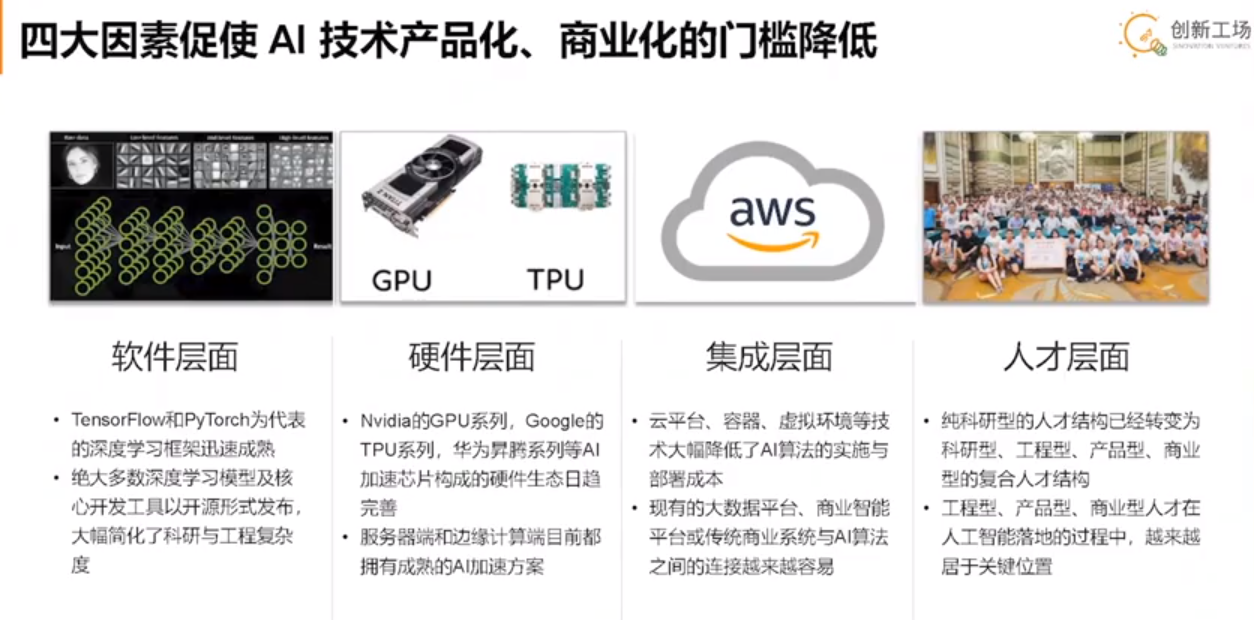 四大因素促使 AI 技术产品化、商业化的门槛降低
创新工场
SINOVATION VENTURES
Raw data
Low-level features
Mid-level features
High-level features
Input
Result
GPU
TPU
aws
软件层面
• TensorFlow和PyTorch为代表
的深度学习框架迅速成熟
• 绝大多数深度学习模型及核
心开发工具以开源形式发布，
大幅简化了科研与工程复杂
度
硬件层面
• Nvidia的GPU系列，Google的
TPU系列，华为昇腾系列等AI
加速芯片构成的硬件生态日趋
完善
• 服务器端和边缘计算端目前都
拥有成熟的AI加速方案
集成层面
• 云平台、容器、虚拟环境等技
术大幅降低了AI算法的实施与
部署成本
• 现有的大数据平台、商业智能
平台或传统商业系统与AI算法
之间的连接越来越容易
人才层面
• 纯科研型的人才结构已经转变为
科研型、工程型、产品型、商业
型的复合人才结构
• 工程型、产品型、商业型人才在
人工智能落地的过程中，越来越
居于关键位置